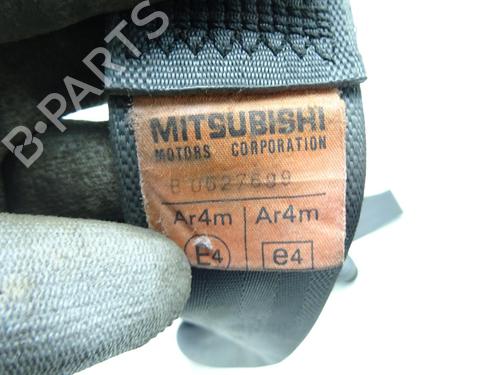 B-PARTS
MITSUBISHI
MOTORS CORPORATION
Ar4m Ar4m
E4 e4